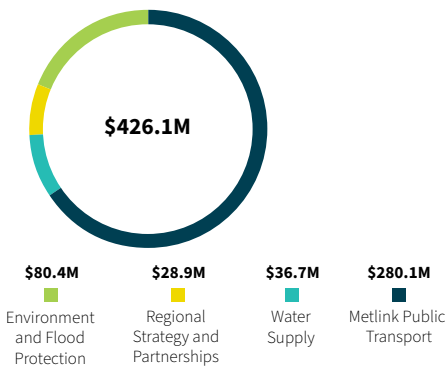 $426.1M
$80.4M
Environment
and Flood
Protection
$28.9M
Regional
Strategy and
Partnerships
$36.7M
Water
Supply
$280.1M
Metlink Public
Transport